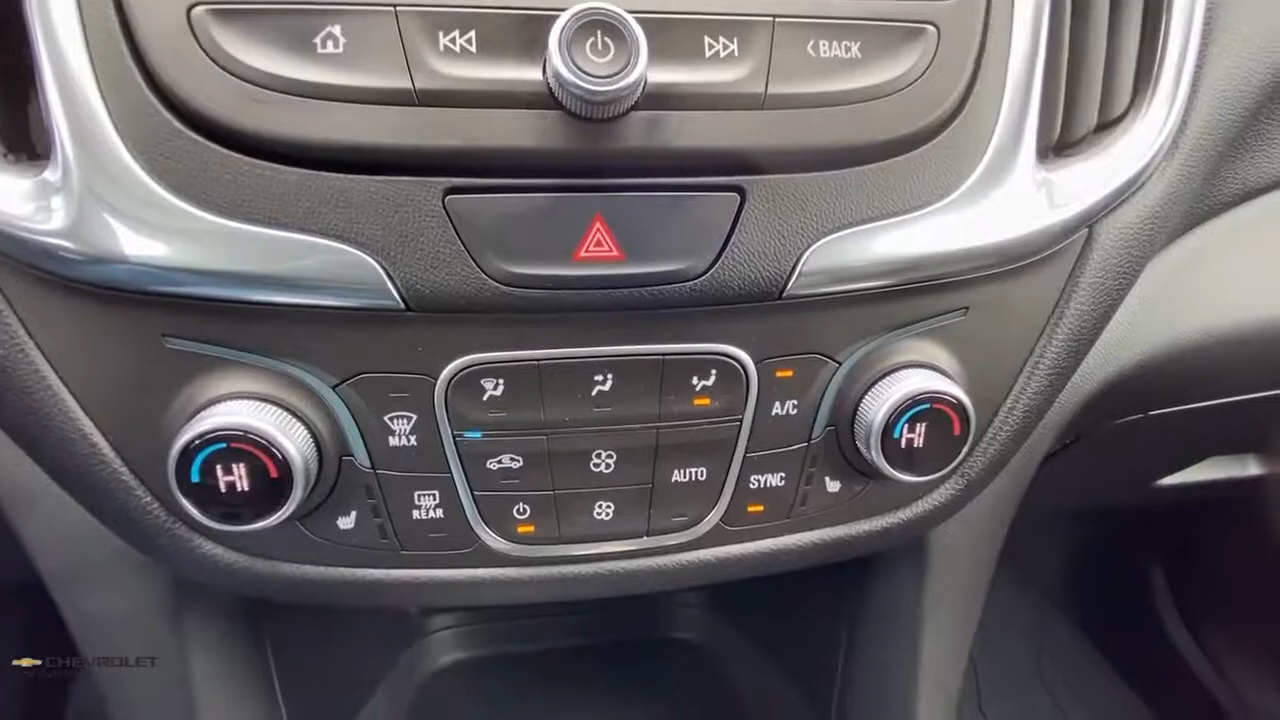 < BACK
A/C
MAX
HI
HI
AUTO
SYNC
REAR
CHEVROLET